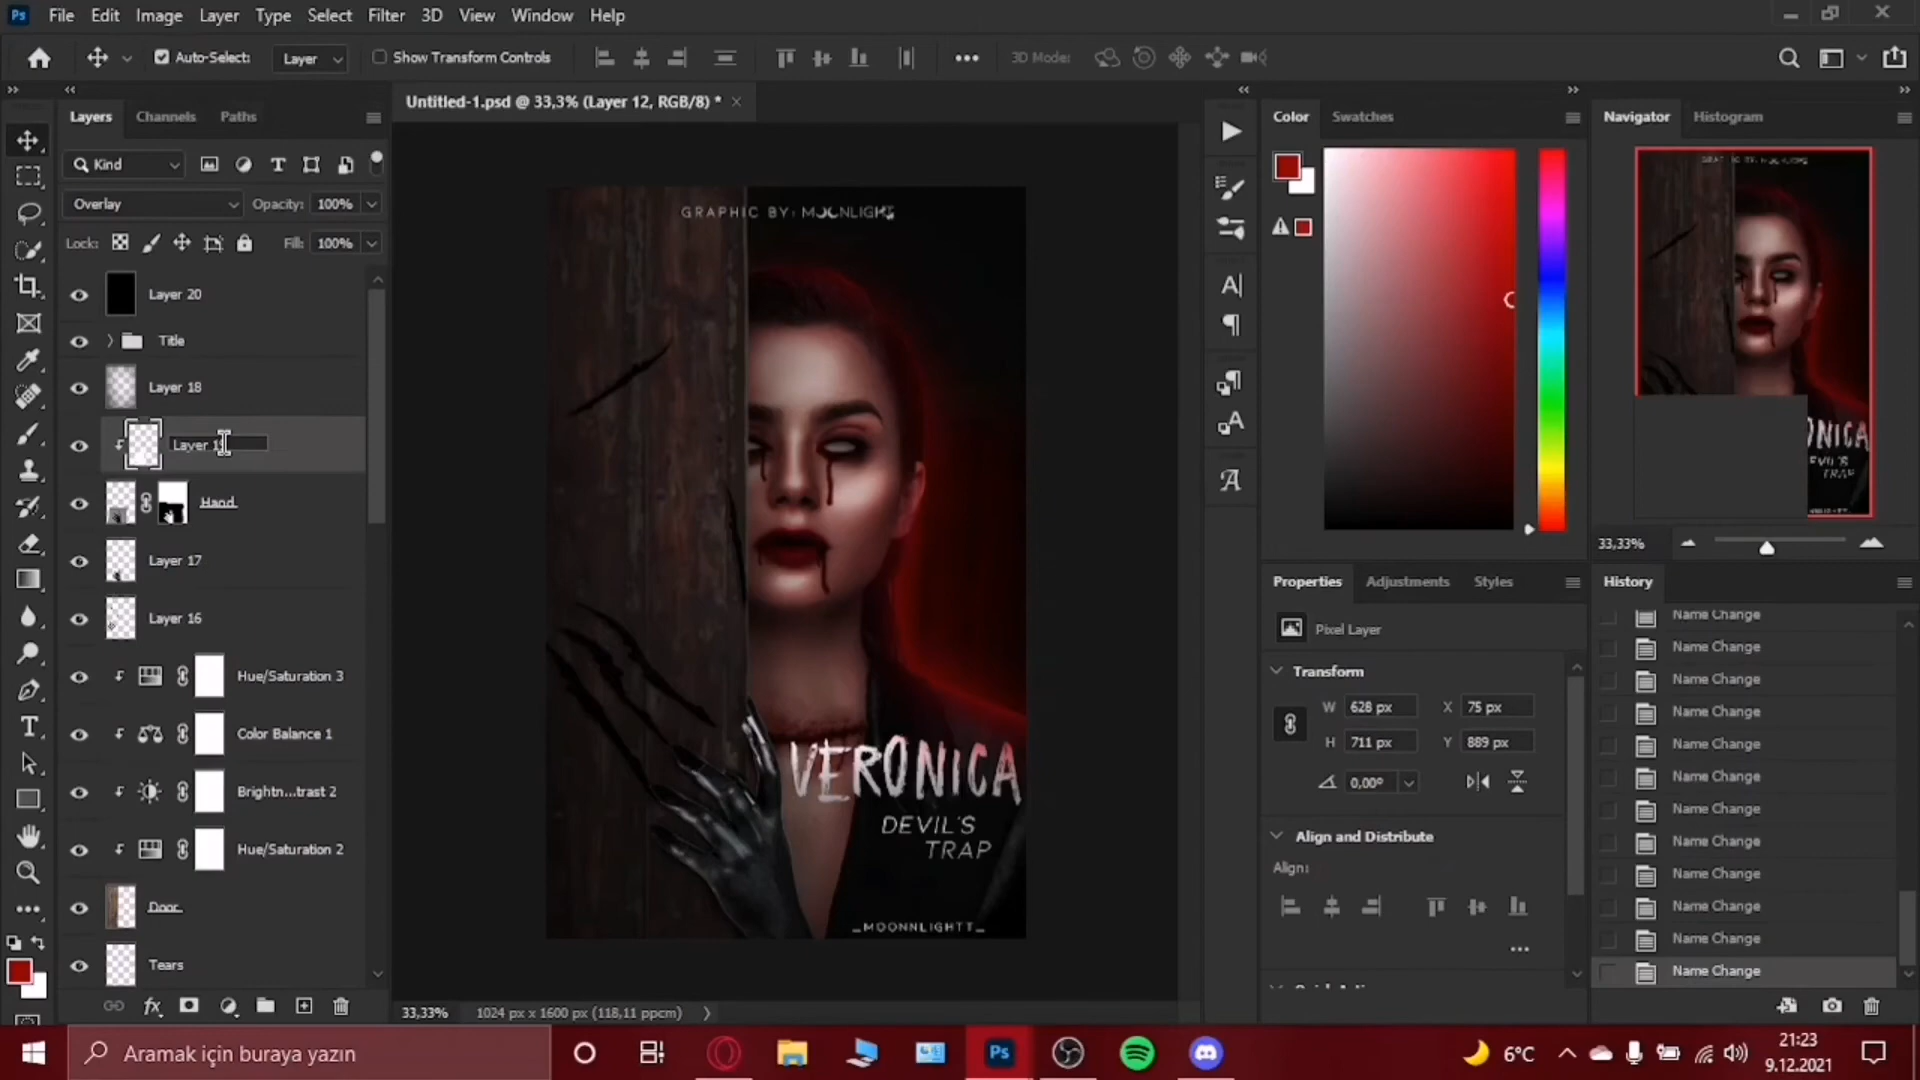 Ps File Edit Image Layer Type Select Filter 3D View Window Help
Auto-Select: Layer Show Transform Controls 3D Mode:
Layers Channels Paths
Untitled-1.psd @ 33,3% (Layer 12, RGB/8) *
Color Swatches
Navigator Histogram
Kind
Overlay Opacity: 100%
Lock: Fill: 100%
Layer 20
Title
Layer 18
Hand
Layer 17
Layer 16
Hue/Saturation 3
Color Balance 1
Brightn...trast 2
Hue/Saturation 2
Door
Tears
GRAPHIC BY: MOONLIGHT
VERONICA
DEVIL'S
TRAP
_MOONNLIGHTT_
33,33% 1024 px x 1600 px (118,11 ppcm)
33,33%
Properties Adjustments Styles
Pixel Layer
Transform
W 628 px X 75 px
H 711 px Y 889 px
0,00°
Align and Distribute
Align:
History
Name Change
Name Change
Name Change
Name Change
Name Change
Name Change
Name Change
Name Change
Name Change
Name Change
Name Change
Name Change
Aramak için buraya yazın
Ps
6°C
21:23
9.12.2021